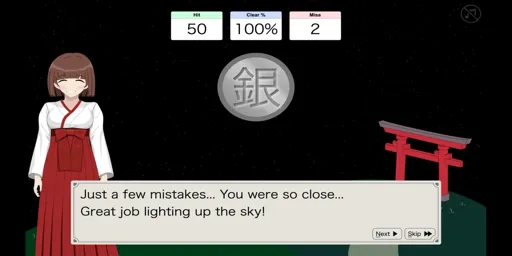 Hit
Clear %
Miss
50
100%
2
銀
Just a few mistakes... You were so close...
Great job lighting up the sky!
Next
Skip